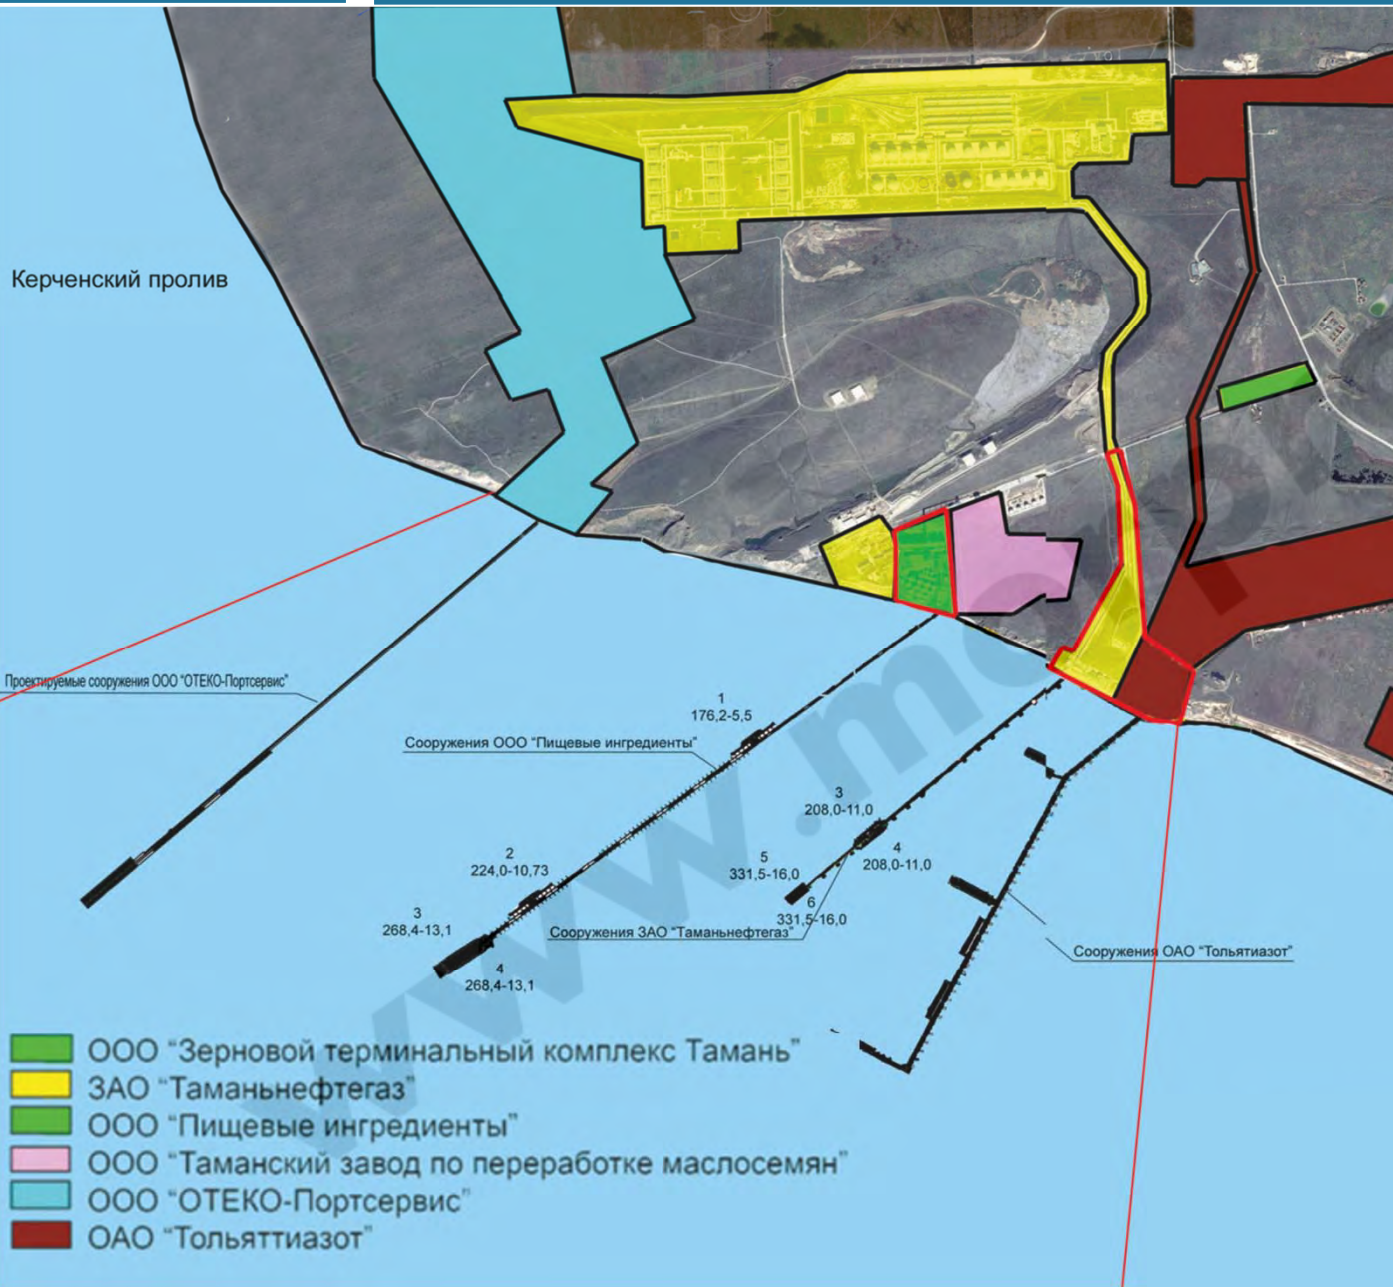 Керченский пролив
Проектируемые сооружения ООО "ОТЕКО-Портсервис"
1
176,2-5,5
Сооружения ООО "Пищевые ингредиенты"
3
208,0-11,0
2
224,0-10,73
5
331,5-16,0
4
208,0-11,0
6
331,5-16,0
3
268,4-13,1
Сооружения ЗАО "Таманьнефтегаз"
4
268,4-13,1
Сооружения ОАО "Тольятиазот"
ООО "Зерновой терминальный комплекс Тамань"
ЗАО "Таманьнефтегаз"
ООО "Пищевые ингредиенты"
ООО "Таманский завод по переработке маслосемян"
ООО "ОТЕКО-Портсервис"
ОАО "Тольяттиазот"